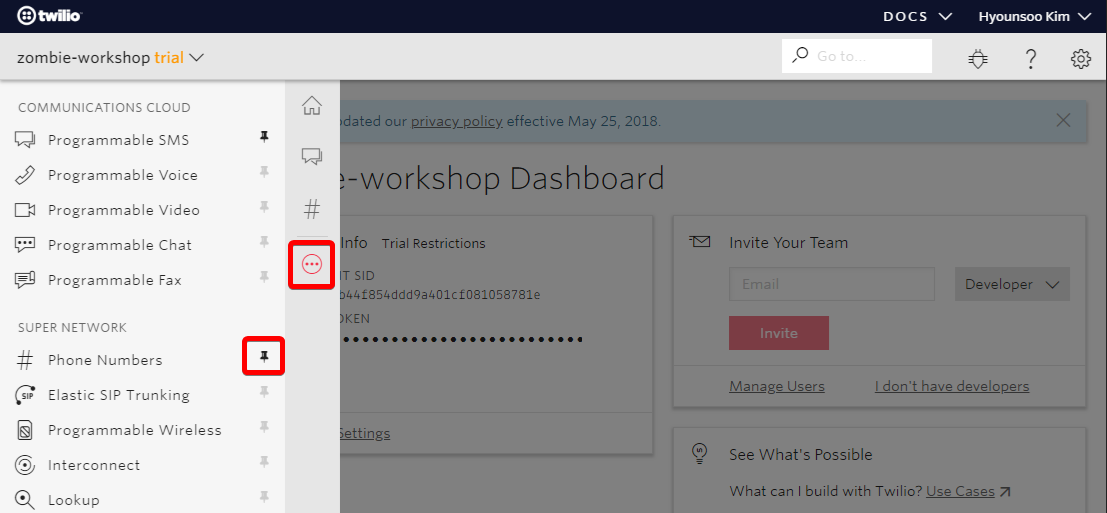 twilio
DOCS
Hyounsoo Kim
zombie-workshop trial
Go to...
COMMUNICATIONS CLOUD
Programmable SMS
Programmable Voice
Programmable Video
Programmable Chat
Programmable Fax
SUPER NETWORK
# Phone Numbers
SIP Elastic SIP Trunking
Programmable Wireless
Interconnect
Lookup
#
pdated our privacy policy effective May 25, 2018.
e-workshop Dashboard
Info Trial Restrictions
T SID
b44f854ddd9a401cf081058781e
OKEN
Settings
Invite Your Team
Email
Developer
Invite
Manage Users
I don't have developers
See What's Possible
What can I build with Twilio? Use Cases